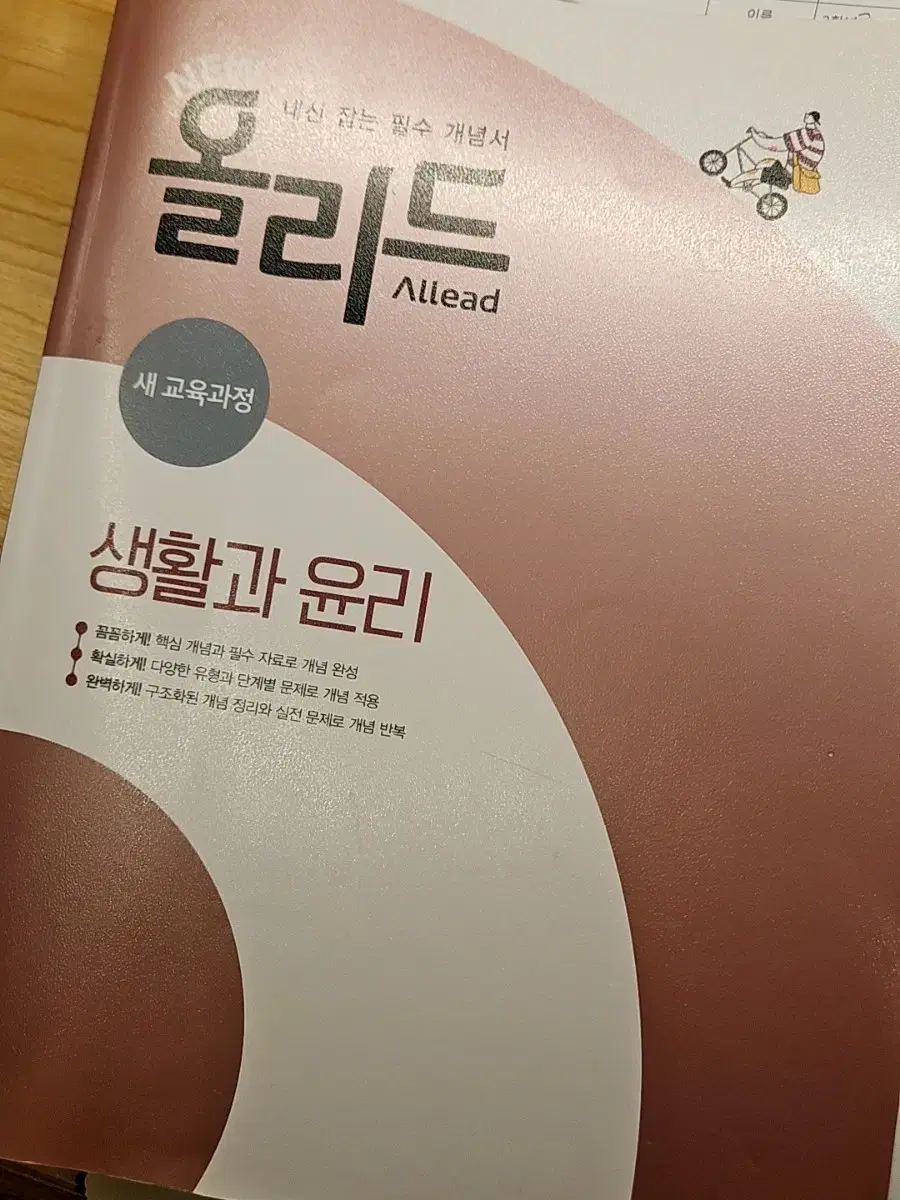 이름
NEW
내신 잡는 필수 개념서
올리드
Allead
새 교육과정
생활과 윤리
꼼꼼하게! 핵심 개념과 필수 자료로 개념 완성
확실하게! 다양한 유형과 단계별 문제로 개념 적용
완벽하게! 구조화된 개념 정리와 실전 문제로 개념 반복